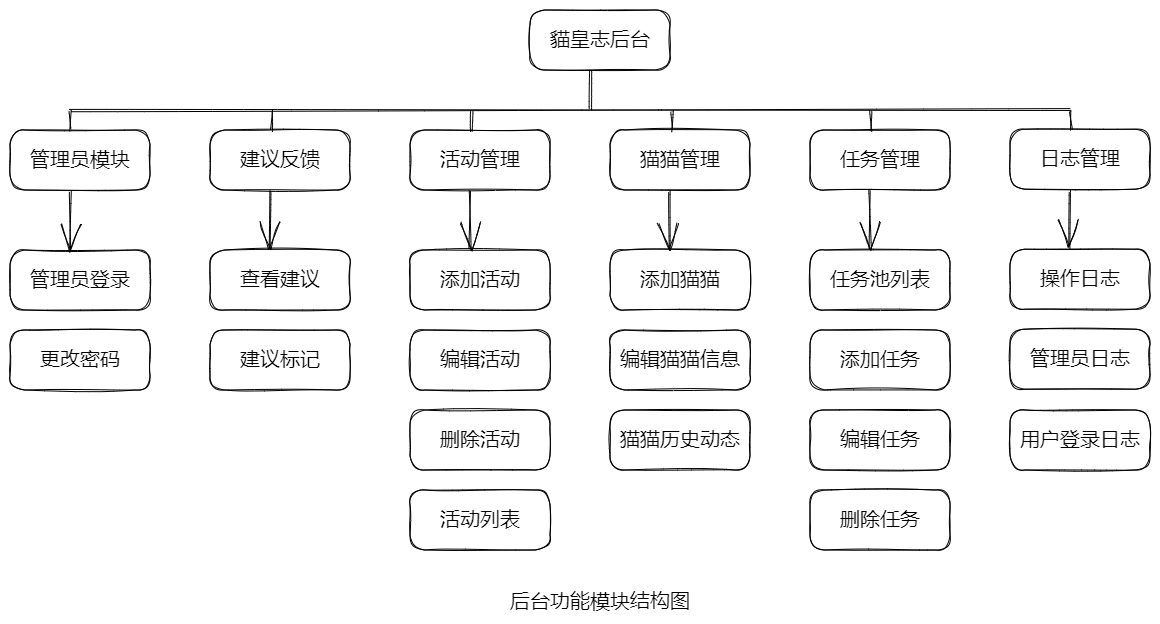 貓皇志后台
管理员模块
建议反馈
活动管理
猫猫管理
任务管理
日志管理
管理员登录
查看建议
添加活动
添加猫猫
任务池列表
操作日志
更改密码
建议标记
编辑活动
编辑猫猫信息
添加任务
管理员日志
删除活动
猫猫历史动态
编辑任务
用户登录日志
活动列表
删除任务
后台功能模块结构图